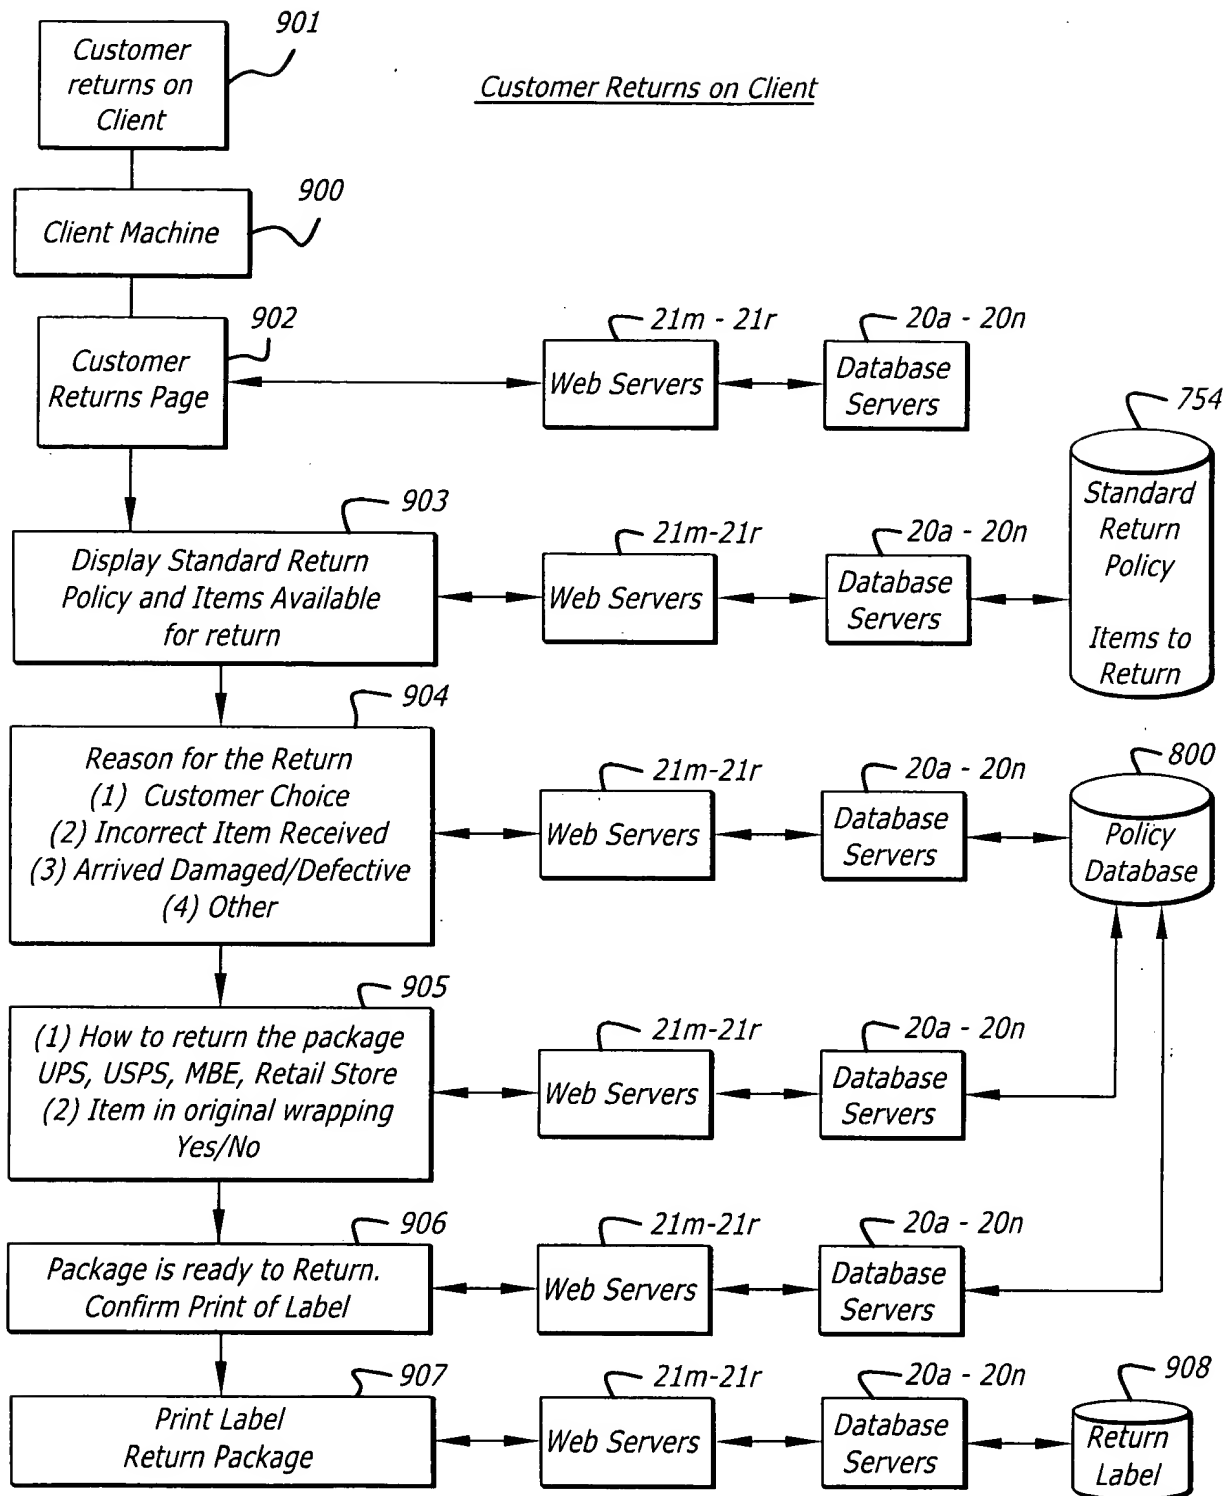 901
Customer
returns on
Client
Customer Returns on Client
900
Client Machine
902
Customer
Returns Page
21m - 21r
Web Servers
20a - 20n
Database
Servers
754
Standard
Return
Policy
Items to
Return
903
Display Standard Return
Policy and Items Available
for return
21m-21r
Web Servers
20a - 20n
Database
Servers
904
Reason for the Return
(1) Customer Choice
(2) Incorrect Item Received
(3) Arrived Damaged/Defective
(4) Other
21m-21r
Web Servers
20a - 20n
Database
Servers
800
Policy
Database
905
(1) How to return the package
UPS, USPS, MBE, Retail Store
(2) Item in original wrapping
Yes/No
21m-21r
Web Servers
20a - 20n
Database
Servers
906
Package is ready to Return.
Confirm Print of Label
21m-21r
Web Servers
20a - 20n
Database
Servers
907
Print Label
Return Package
21m-21r
Web Servers
20a - 20n
Database
Servers
908
Return
Label